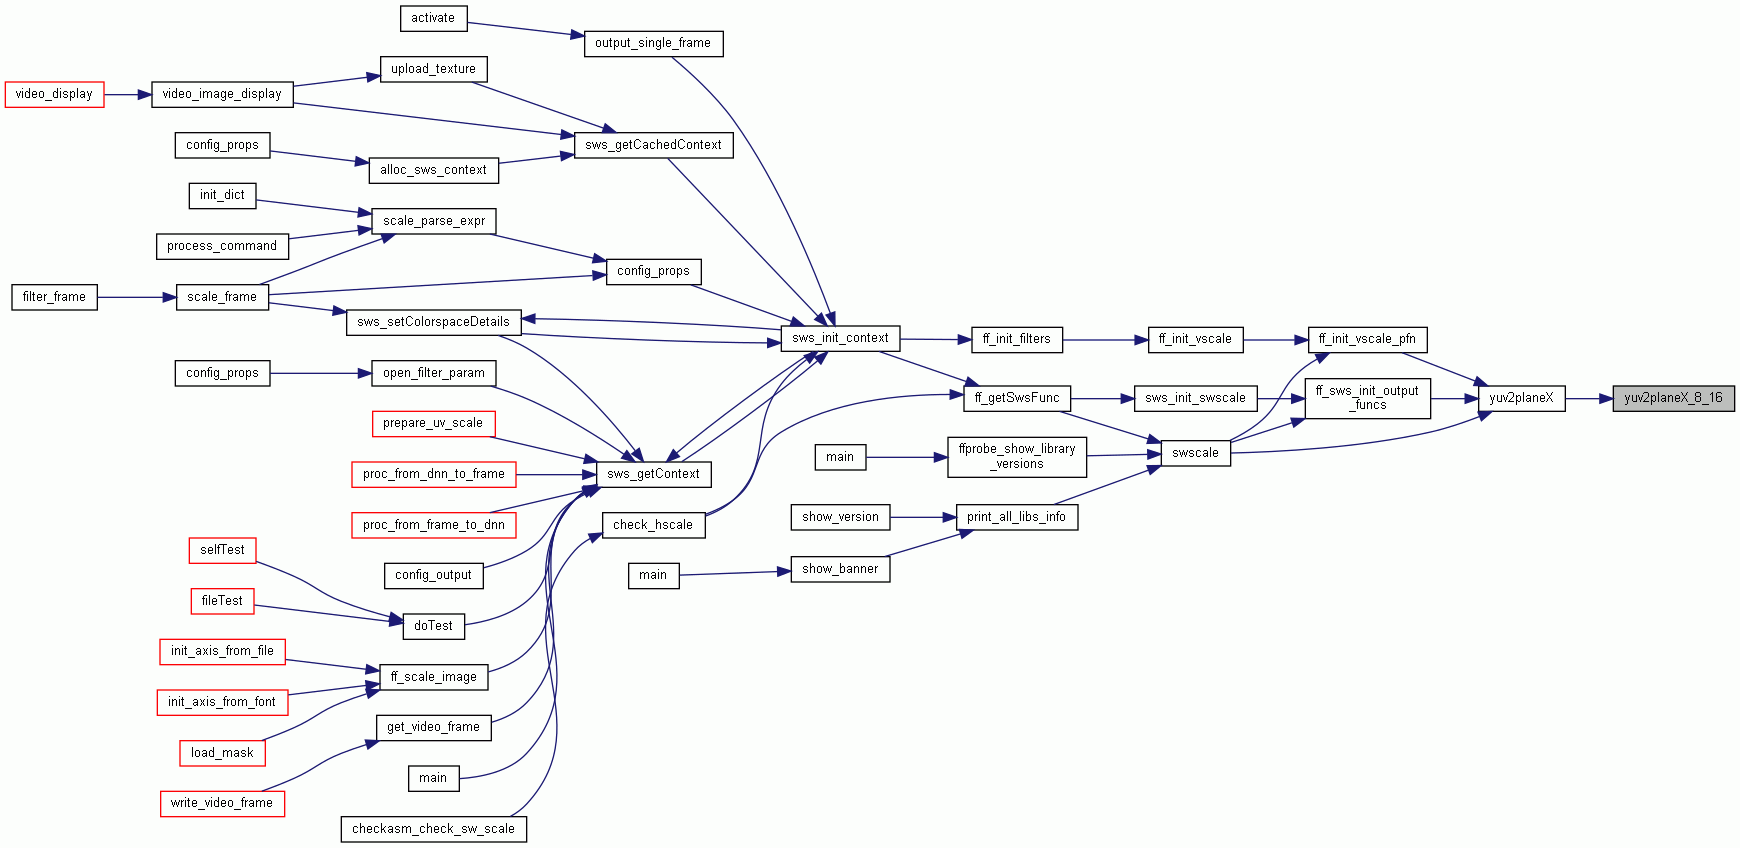 activate
output_single_frame
upload_texture
video_display
video_image_display
sws_getCachedContext
config_props
alloc_sws_context
init_dict
scale_parse_expr
process_command
config_props
filter_frame
scale_frame
sws_setColorspaceDetails
sws_init_context
ff_init_filters
ff_init_vscale
ff_init_vscale_pfn
config_props
open_filter_param
ff_getSwsFunc
sws_init_swscale
ff_sws_init_output
_funcs
yuv2planeX
yuv2planeX_8_16
prepare_uv_scale
main
ffprobe_show_library
_versions
swscale
proc_from_dnn_to_frame
sws_getContext
proc_from_frame_to_dnn
check_hscale
show_version
print_all_libs_info
selfTest
config_output
main
show_banner
fileTest
doTest
init_axis_from_file
ff_scale_image
init_axis_from_font
get_video_frame
load_mask
main
write_video_frame
checkasm_check_sw_scale